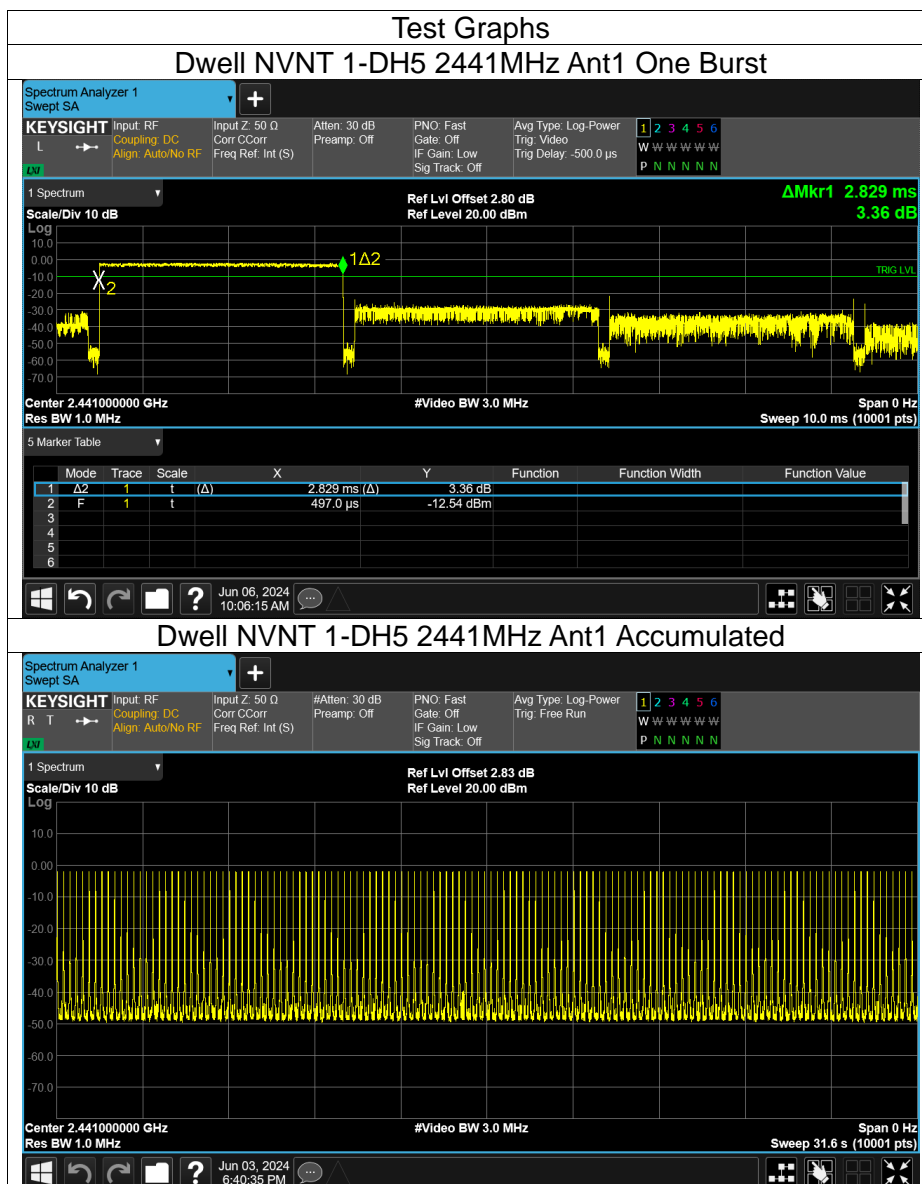 Test Graphs
Dwell NVNT 1-DH5 2441MHz Ant1 One Burst
Spectrum Analyzer 1
Swept SA
+
KEYSIGHT Input: RF Input Z: 50 Ω Atten: 30 dB PNO: Fast Avg Type: Log-Power 1 2 3 4 5 6
L Coupling: DC Corr CCorr Preamp: Off Gate: Off Trig: Video W W W W W W
Align: Auto/No RF Freq Ref: Int (S) IF Gain: Low Trig Delay: -500.0 µs
LXI Sig Track: Off P N N N N N
1 Spectrum Ref Lvl Offset 2.80 dB ΔMkr1 2.829 ms
Scale/Div 10 dB Ref Level 20.00 dBm 3.36 dB
Log
10.0
0.00 1Δ2
TRIG LVL
-10.0
2
-20.0
-30.0
-40.0
-50.0
-60.0
-70.0
Center 2.441000000 GHz #Video BW 3.0 MHz Span 0 Hz
Res BW 1.0 MHz Sweep 10.0 ms (10001 pts)
5 Marker Table
Mode Trace Scale X Y Function Function Width Function Value
1 Δ2 1 t (Δ) 2.829 ms (Δ) 3.36 dB
2 F 1 t 497.0 µs -12.54 dBm
3
4
5
6
? Jun 06, 2024
10:06:15 AM
Dwell NVNT 1-DH5 2441MHz Ant1 Accumulated
Spectrum Analyzer 1
Swept SA
+
KEYSIGHT Input: RF Input Z: 50 Ω #Atten: 30 dB PNO: Fast Avg Type: Log-Power 1 2 3 4 5 6
R T Coupling: DC Corr CCorr Preamp: Off Gate: Off Trig: Free Run W W W W W W
Align: Auto/No RF Freq Ref: Int (S) IF Gain: Low
LXI Sig Track: Off P N N N N N
1 Spectrum Ref Lvl Offset 2.83 dB
Scale/Div 10 dB Ref Level 20.00 dBm
Log
10.0
0.00
-10.0
-20.0
-30.0
-40.0
-50.0
-60.0
-70.0
Center 2.441000000 GHz #Video BW 3.0 MHz Span 0 Hz
Res BW 1.0 MHz Sweep 31.6 s (10001 pts)
? Jun 03, 2024
6:40:35 PM